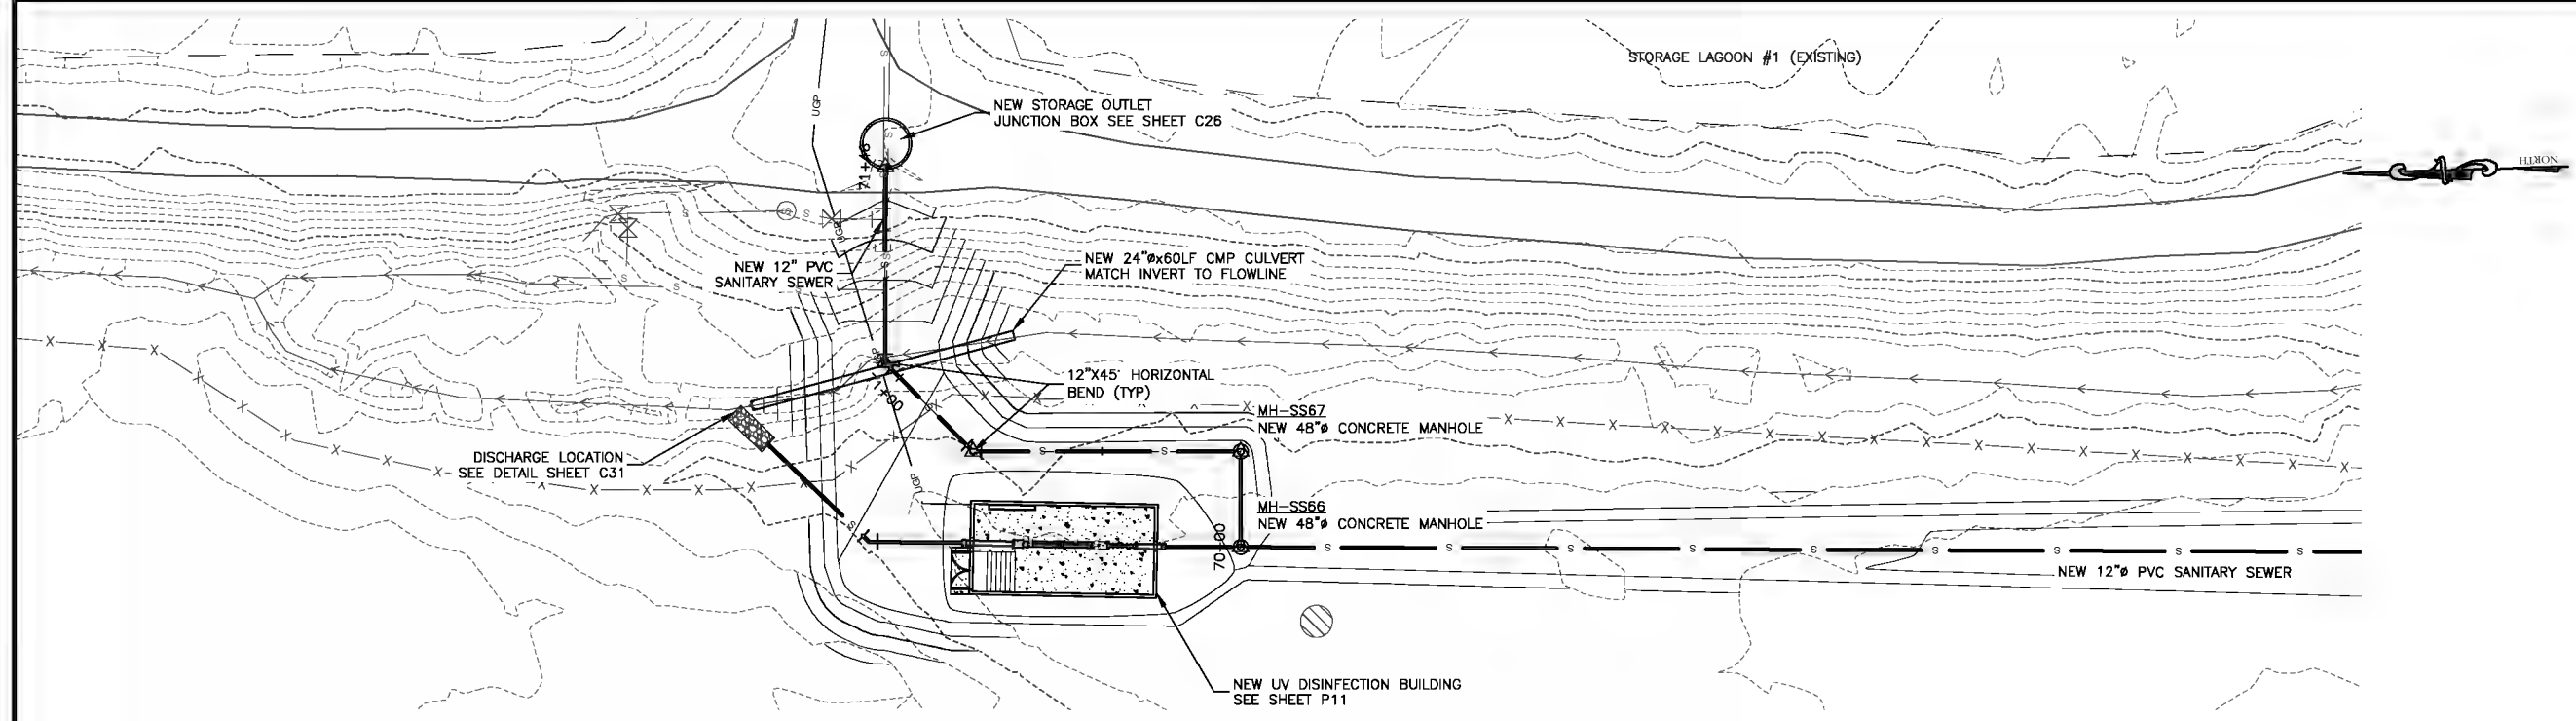 STORAGE LAGOON #1 (EXISTING)
NEW STORAGE OUTLET
JUNCTION BOX SEE SHEET C26
UGP
S
71+46
NORTH
S
S
S
NEW 12" PVC
SANITARY SEWER
NEW 24"øx60LF CMP CULVERT
MATCH INVERT TO FLOWLINE
S
S
12"X45° HORIZONTAL
BEND (TYP)
MH-SS67
NEW 48"ø CONCRETE MANHOLE
DISCHARGE LOCATION
SEE DETAIL SHEET C31
S
S
UGP
MH-SS66
NEW 48"ø CONCRETE MANHOLE
70+00
S
S
S
S
S
S
S
S
S
S
NEW 12"ø PVC SANITARY SEWER
NEW UV DISINFECTION BUILDING
SEE SHEET P11